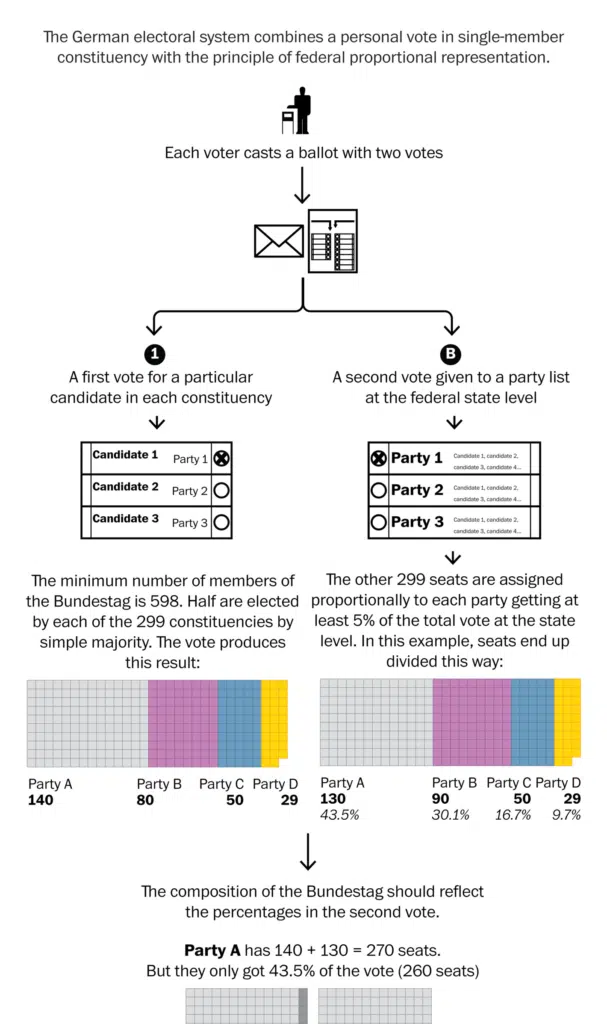 The German electoral system combines a personal vote in single-member
constituency with the principle of federal proportional representation.
Each voter casts a ballot with two votes
1
A first vote for a particular
candidate in each constituency
Candidate 1 Party 1
Candidate 2 Party 2
Candidate 3 Party 3
The minimum number of members of
the Bundestag is 598. Half are elected
by each of the 299 constituencies by
simple majority. The vote produces
this result:
Party A Party B Party C Party D
140 80 50 29
B
A second vote given to a party list
at the federal state level
Party 1 Candidate 1, candidate 2,
candidate 3, candidate 4...
Party 2 Candidate 1, candidate 2,
candidate 3, candidate 4...
Party 3 Candidate 1, candidate 2,
candidate 3, candidate 4...
The other 299 seats are assigned
proportionally to each party getting at
least 5% of the total vote at the state
level. In this example, seats end up
divided this way:
Party A Party B Party C Party D
130 90 50 29
43.5% 30.1% 16.7% 9.7%
The composition of the Bundestag should reflect
the percentages in the second vote.
Party A has 140 + 130 = 270 seats.
But they only got 43.5% of the vote (260 seats)